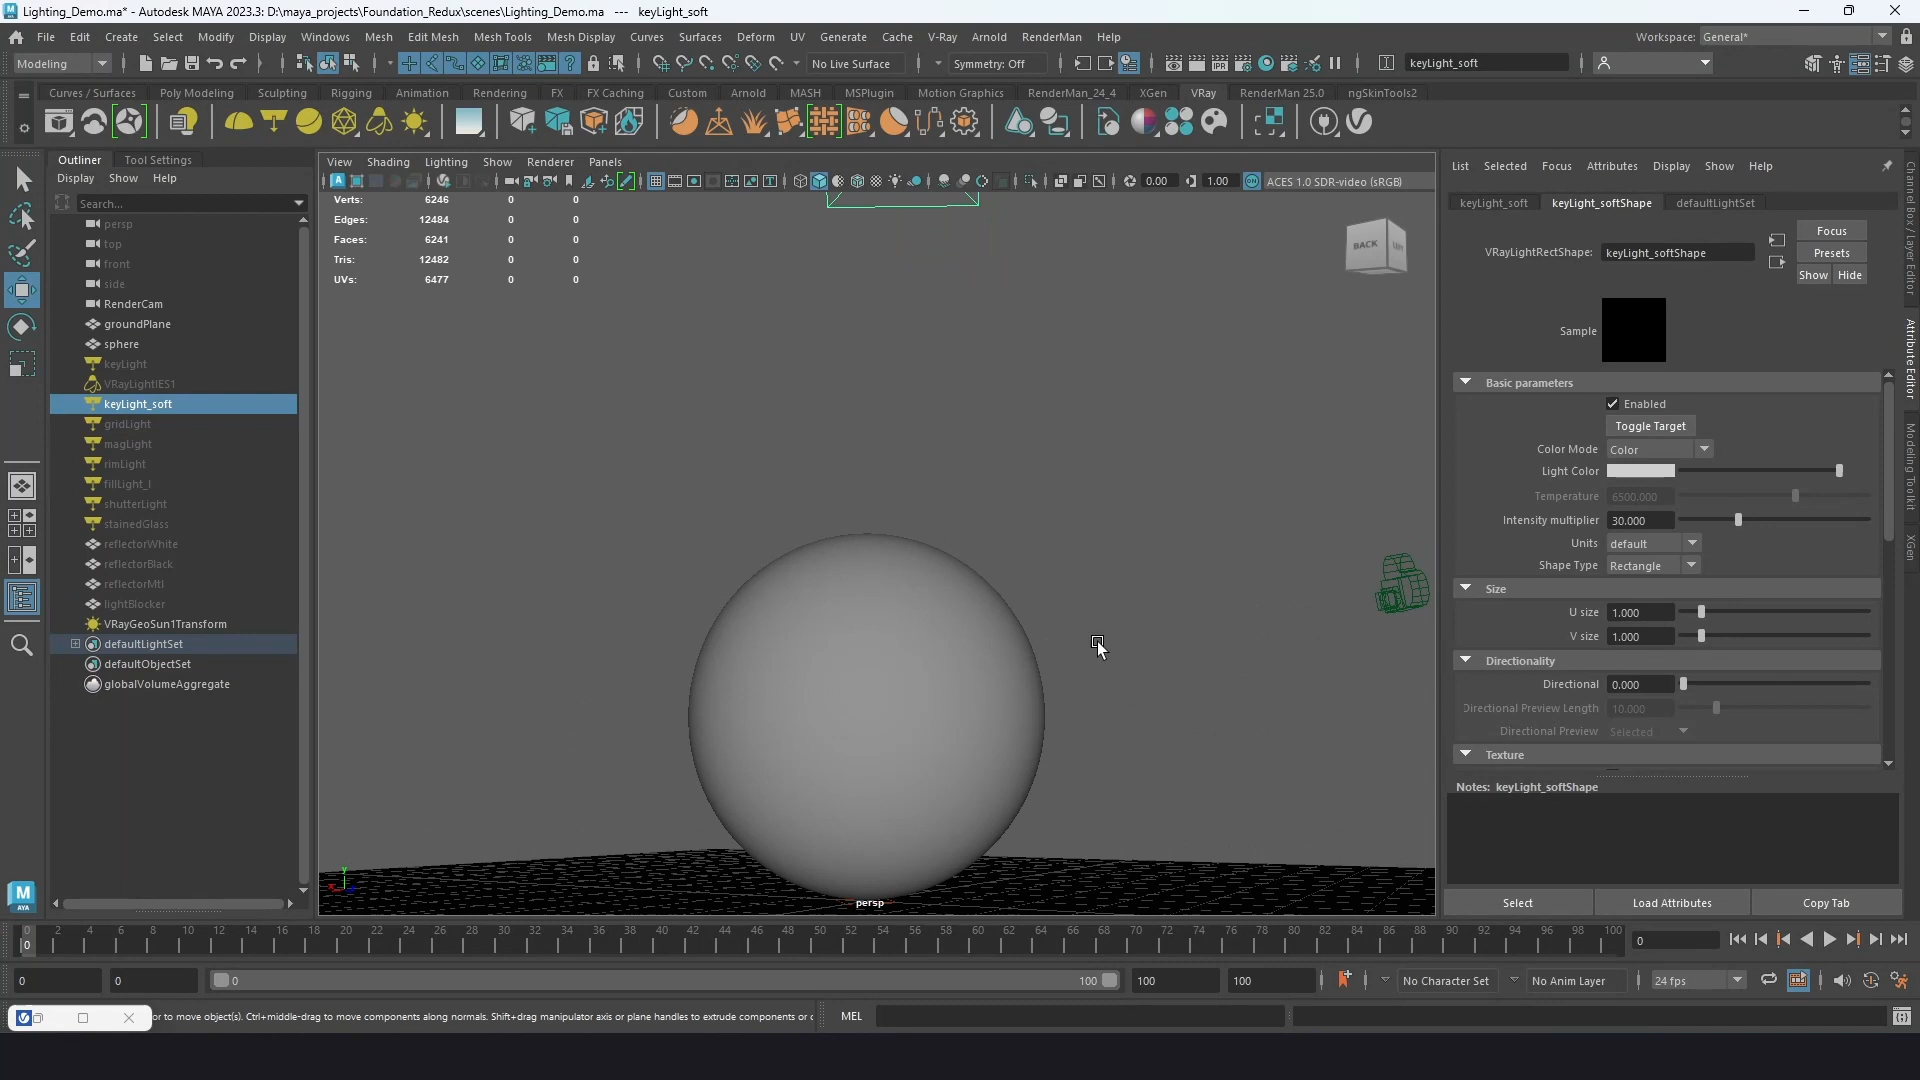 Lighting_Demo.ma* - Autodesk MAYA 2023.3: D:\maya_projects\Foundation_Redux\scenes\Lighting_Demo.ma --- keyLight_soft
File Edit Create Select Modify Display Windows Mesh Edit Mesh Mesh Tools Mesh Display Curves Surfaces Deform UV Generate Cache V-Ray Arnold RenderMan Help
Workspace: General*
Modeling
No Live Surface
Symmetry: Off
keyLight_soft
Curves / Surfaces Poly Modeling Sculpting Rigging Animation Rendering FX FX Caching Custom Arnold MASH MSPlugin Motion Graphics RenderMan_24_4 XGen VRay RenderMan 25.0 ngSkinTools2
Outliner Tool Settings
Display Show Help
Search...
persp
top
front
side
RenderCam
groundPlane
sphere
keyLight
VRayLightIES1
keyLight_soft
gridLight
magLight
rimLight
fillLight_l
shutterLight
stainedGlass
reflectorWhite
reflectorBlack
reflectorMtl
lightBlocker
VRayGeoSun1Transform
defaultLightSet
defaultObjectSet
globalVolumeAggregate
View Shading Lighting Show Renderer Panels
0.00 1.00 ON ACES 1.0 SDR-video (sRGB)
Verts: 6246 0 0
Edges: 12484 0 0
Faces: 6241 0 0
Tris: 12482 0 0
UVs: 6477 0 0
BACK
persp
List Selected Focus Attributes Display Show Help
keyLight_soft keyLight_softShape defaultLightSet
VRayLightRectShape: keyLight_softShape
Focus
Presets
Show Hide
Sample
Basic parameters
Enabled
Toggle Target
Color Mode Color
Light Color
Temperature 6500.000
Intensity multiplier 30.000
Units default
Shape Type Rectangle
Size
U size 1.000
V size 1.000
Directionality
Directional 0.000
Directional Preview Length 10.000
Directional Preview Selected
Texture
Notes: keyLight_softShape
Select Load Attributes Copy Tab
Channel Box / Layer Editor
Attribute Editor
Modeling Toolkit
XGen
0 2 4 6 8 10 12 14 16 18 20 22 24 26 28 30 32 34 36 38 40 42 44 46 48 50 52 54 56 58 60 62 64 66 68 70 72 74 76 78 80 82 84 86 88 90 92 94 96 98 100
0
0
0 0 0 100 100 100 No Character Set No Anim Layer 24 fps
or to move object(s). Ctrl+middle-drag to move components along normals. Shift+drag manipulator axis or plane handles to extrude components or
MEL